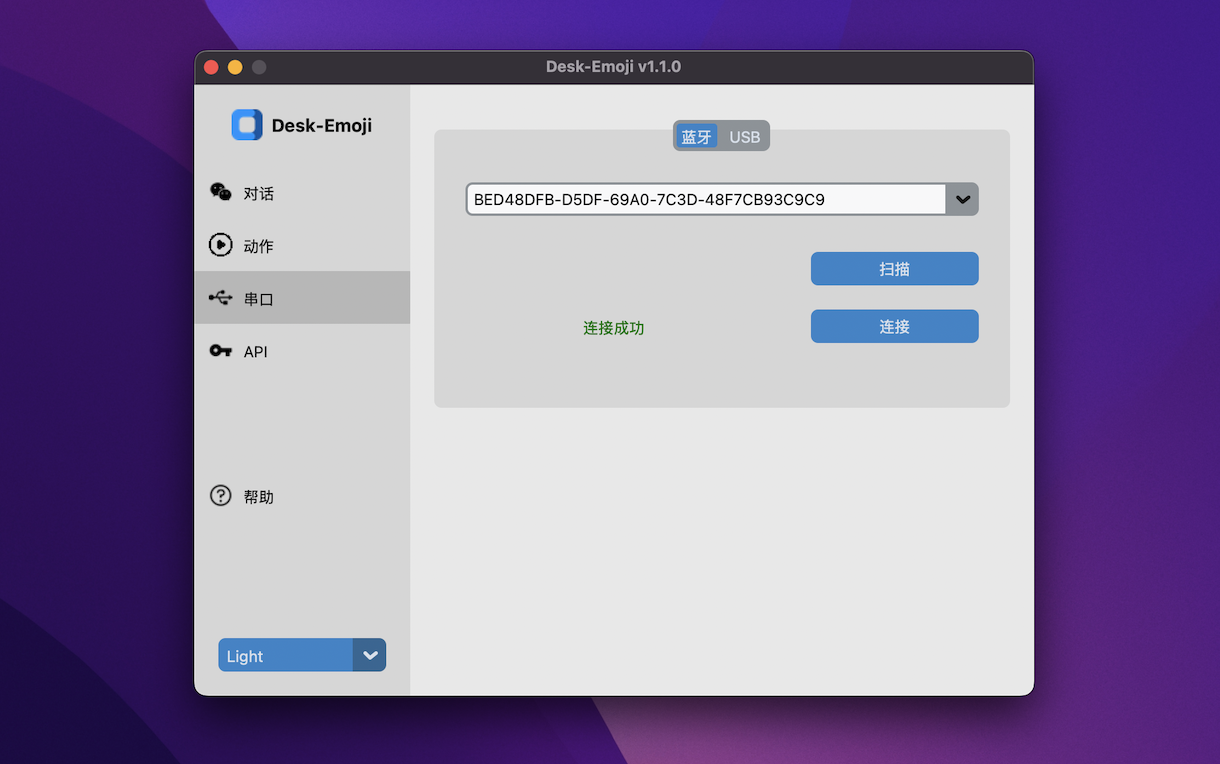 Desk-Emoji v1.1.0
Desk-Emoji
对话
动作
串口
API
帮助
Light
蓝牙 USB
BED48DFB-D5DF-69A0-7C3D-48F7CB93C9C9
扫描
连接成功
连接